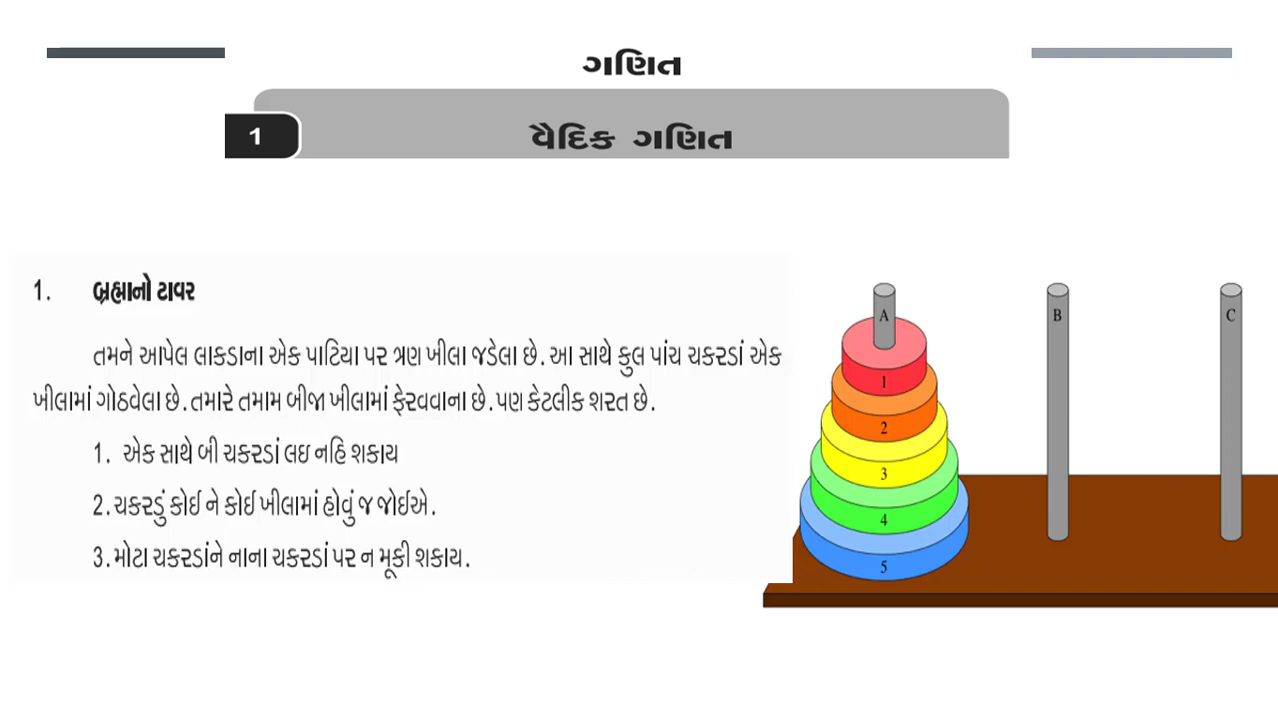 ગણિત
1
વૈદિક ગણિત
1. બ્રહ્માનો ટાવર
તમને આપેલ લાકડાના એક પાટિયા પર ત્રણ ખીલા જડેલા છે. આ સાથે કુલ પાંચ ચકરડાં એક
ખીલામાં ગોઠવેલા છે. તમારે તમામ બીજા ખીલામાં ફેરવવાના છે. પણ કેટલીક શરત છે.
1. એક સાથે બી ચકરડાં લઇ નહિ શકાય
2. ચકરડું કોઈ ને કોઈ ખીલામાં હોવું જ જોઈએ.
3. મોટા ચકરડાંને નાના ચકરડાં પર ન મૂકી શકાય.
A
B
C
1
2
3
4
5